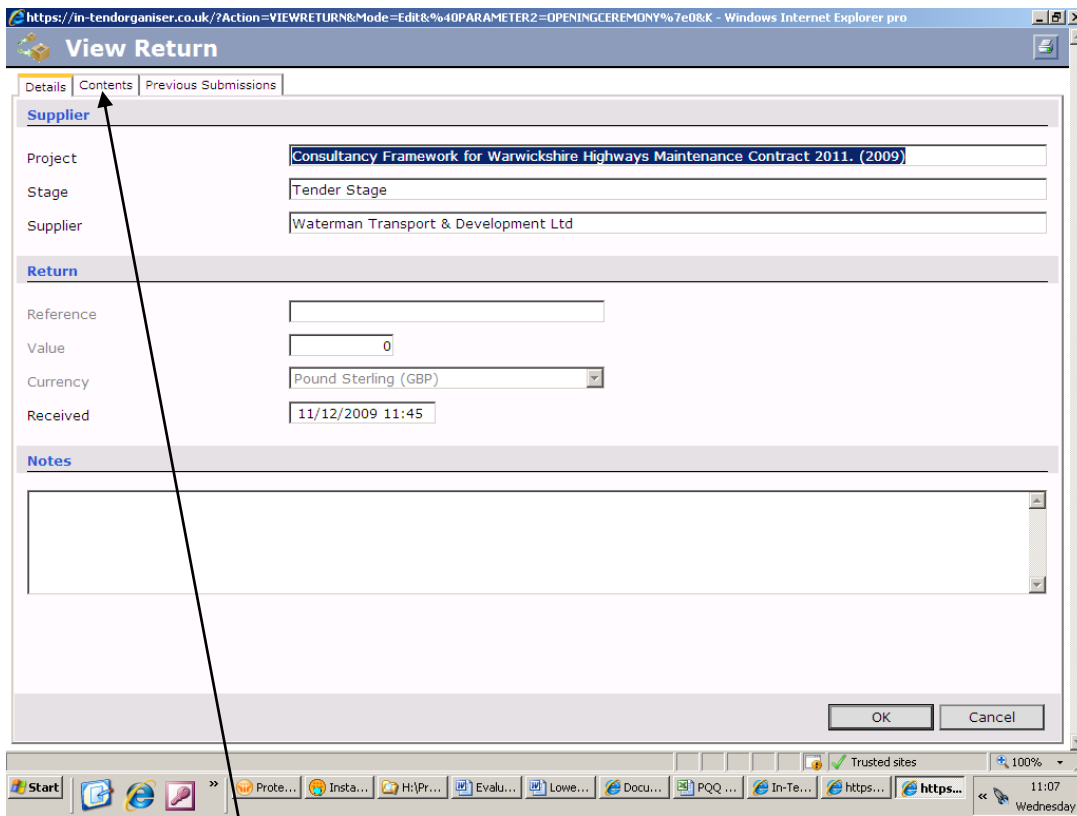 https://in-tendorganiser.co.uk/?Action=VIEWRETURN&Mode=Edit&%40PARAMETER2=OPENINGCEREMONY%7e0&K - Windows Internet Explorer pro
View Return
Details Contents Previous Submissions
Supplier
Project Consultancy Framework for Warwickshire Highways Maintenance Contract 2011. (2009)
Stage Tender Stage
Supplier Waterman Transport & Development Ltd
Return
Reference
Value 0
Currency Pound Sterling (GBP)
Received 11/12/2009 11:45
Notes
OK Cancel
Trusted sites 100%
Start » Prote... Insta... H:\Pr... Evalu... Lowe... Docu... PQQ ... In-Te... https... https... « 11:07
Wednesday